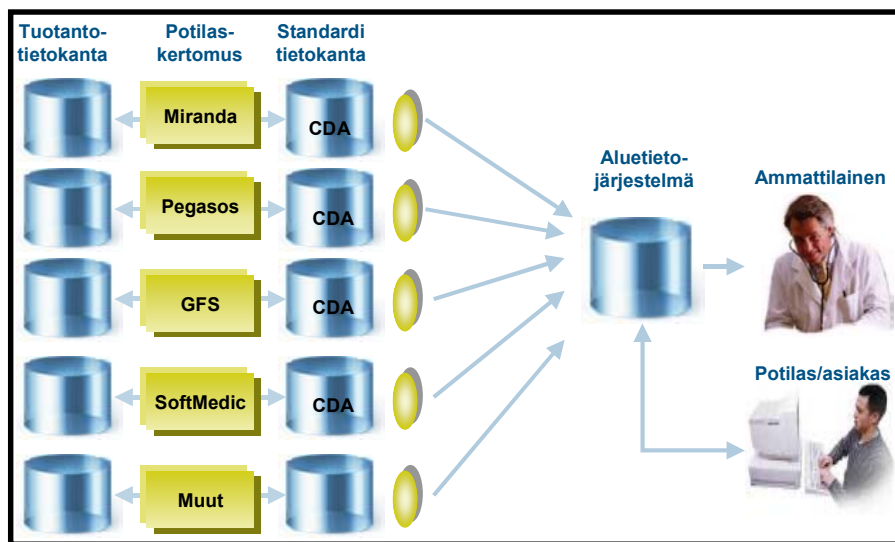 Tuotanto-
tietokanta
Potilas-
kertomus
Standardi
tietokanta
Miranda
CDA
Pegasos
CDA
GFS
CDA
SoftMedic
CDA
Muut
Aluetieto-
järjestelmä
Ammattilainen
Potilas/asiakas